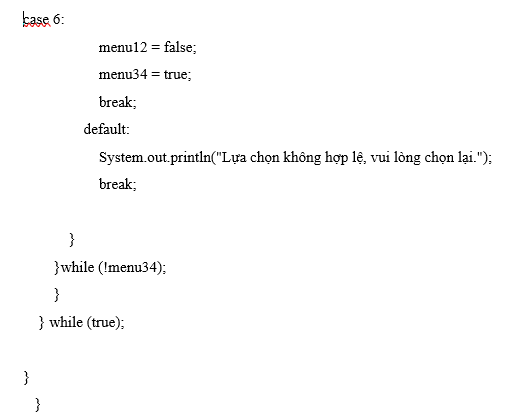 case 6:
menu12 = false;
menu34 = true;
break;
default:
System.out.println("Lựa chọn không hợp lệ, vui lòng chọn lại.");
break;
}
}while (!menu34);
}
} while (true);
}
}